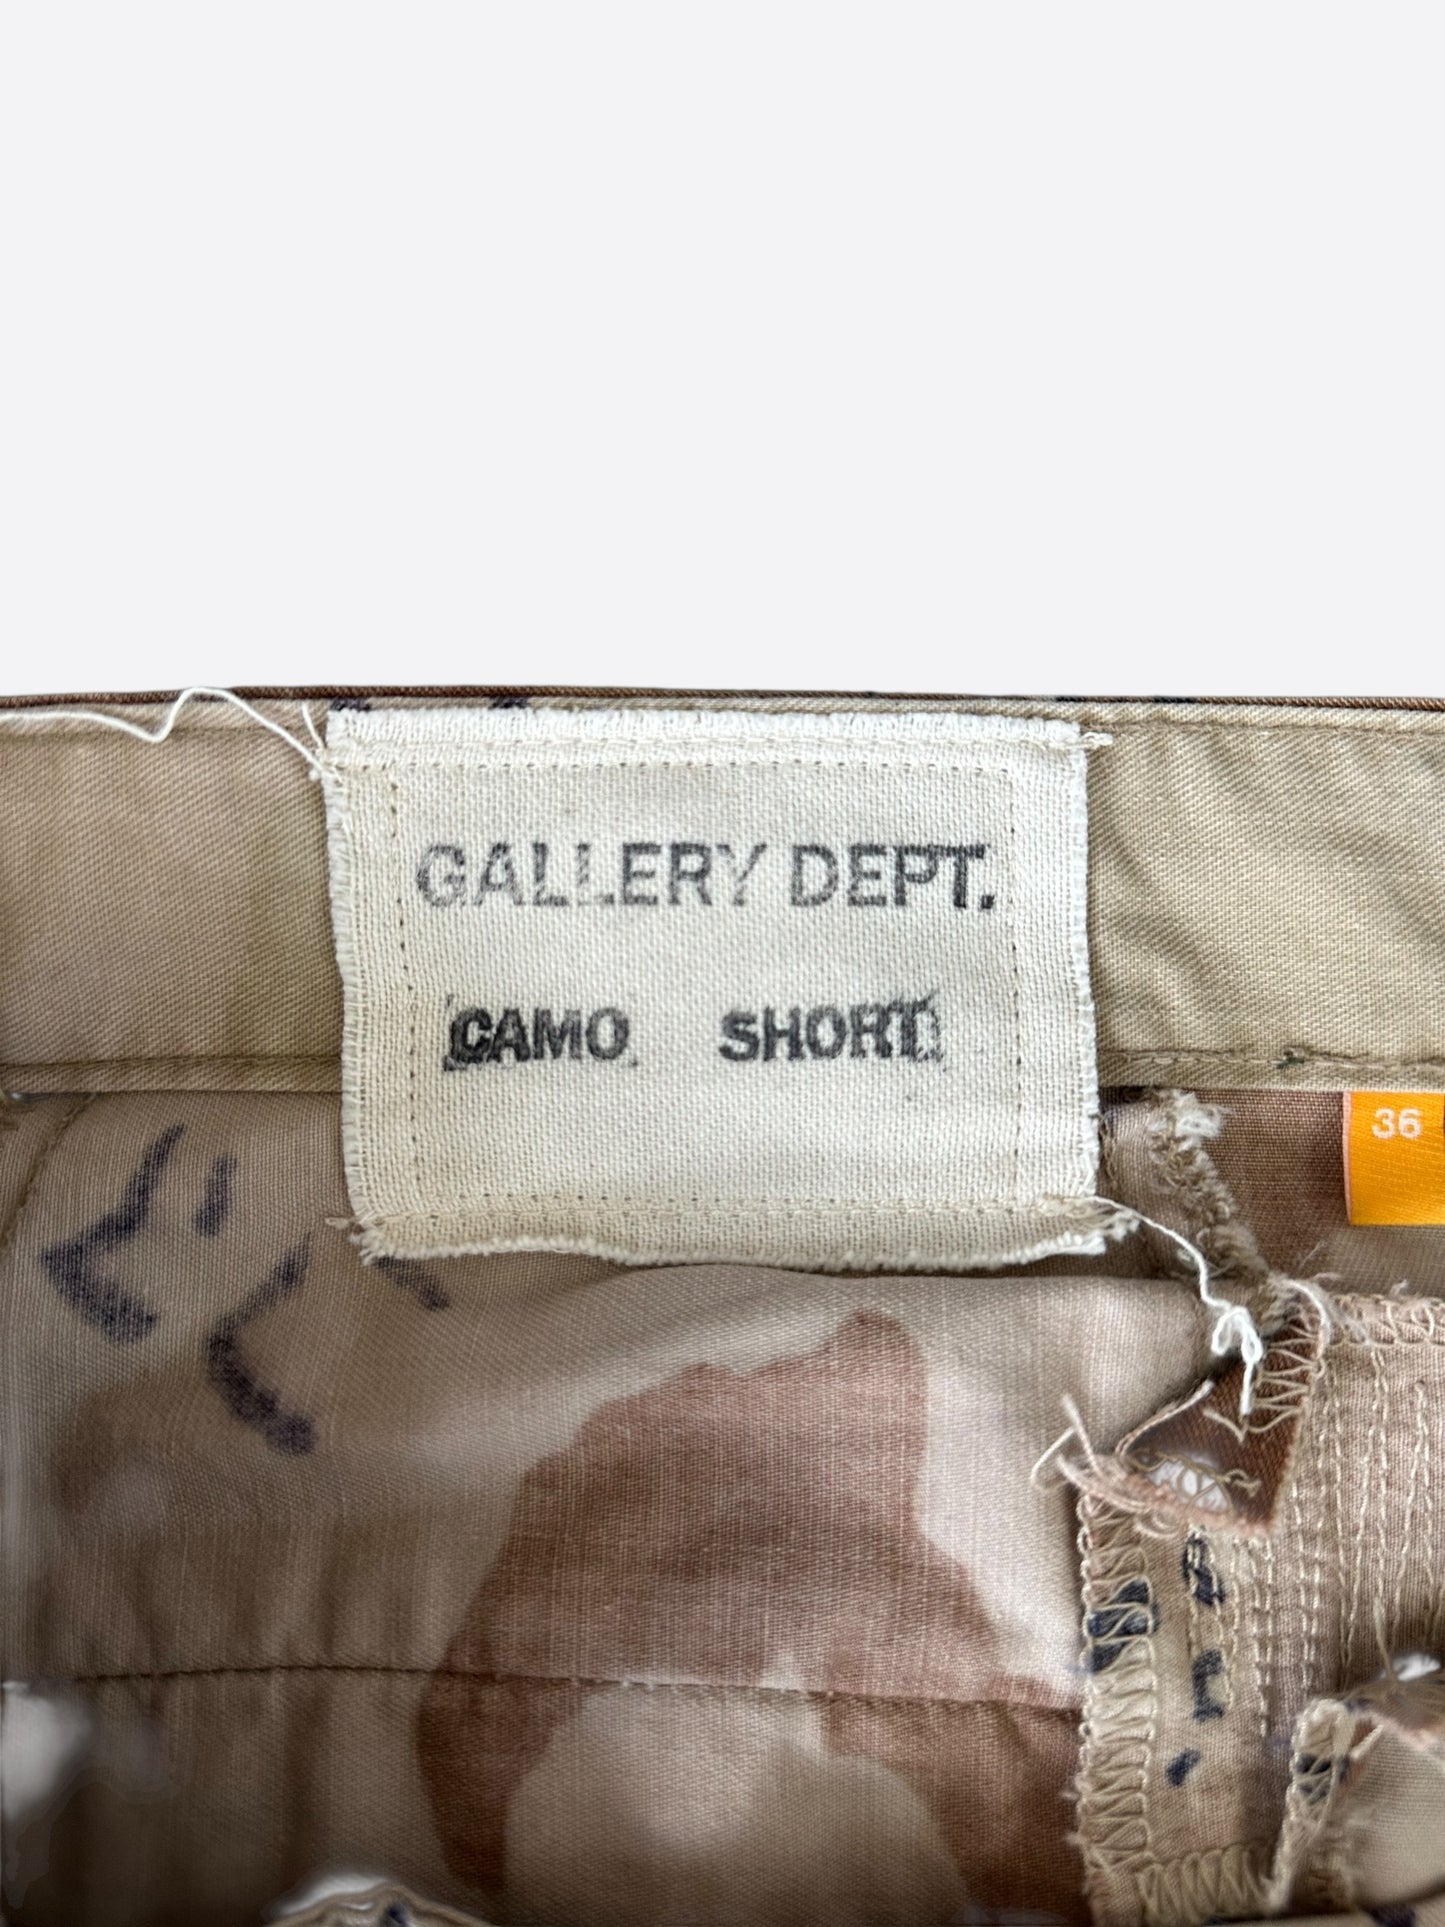 GALLERY DEPT.
CAMO SHORT
36